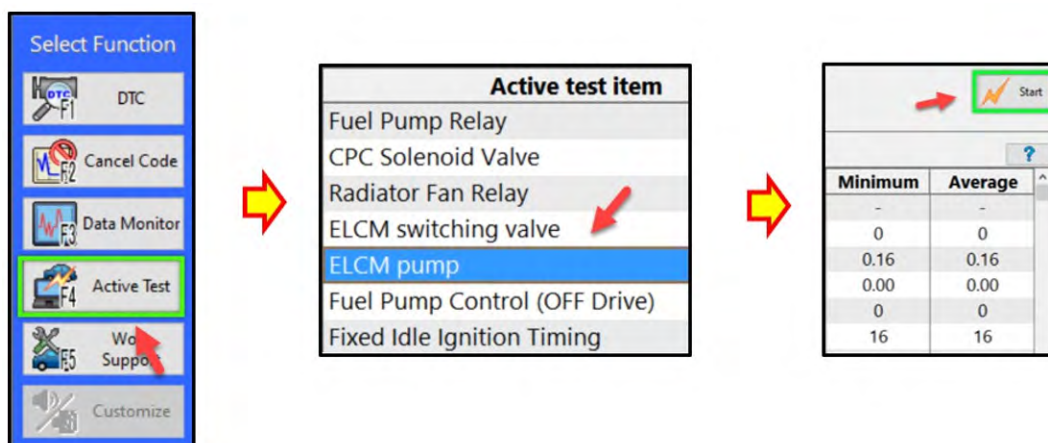 Select Function
DTC
F1
DTC
Cancel Code
F2
Data Monitor
F3
Active Test
F4
Wo
Support
F5
Customize
Active test item
Fuel Pump Relay
CPC Solenoid Valve
Radiator Fan Relay
ELCM switching valve
ELCM pump
Fuel Pump Control (OFF Drive)
Fixed Idle Ignition Timing
Start
?
Minimum Average
- -
0 0
0.16 0.16
0.00 0.00
0 0
16 16